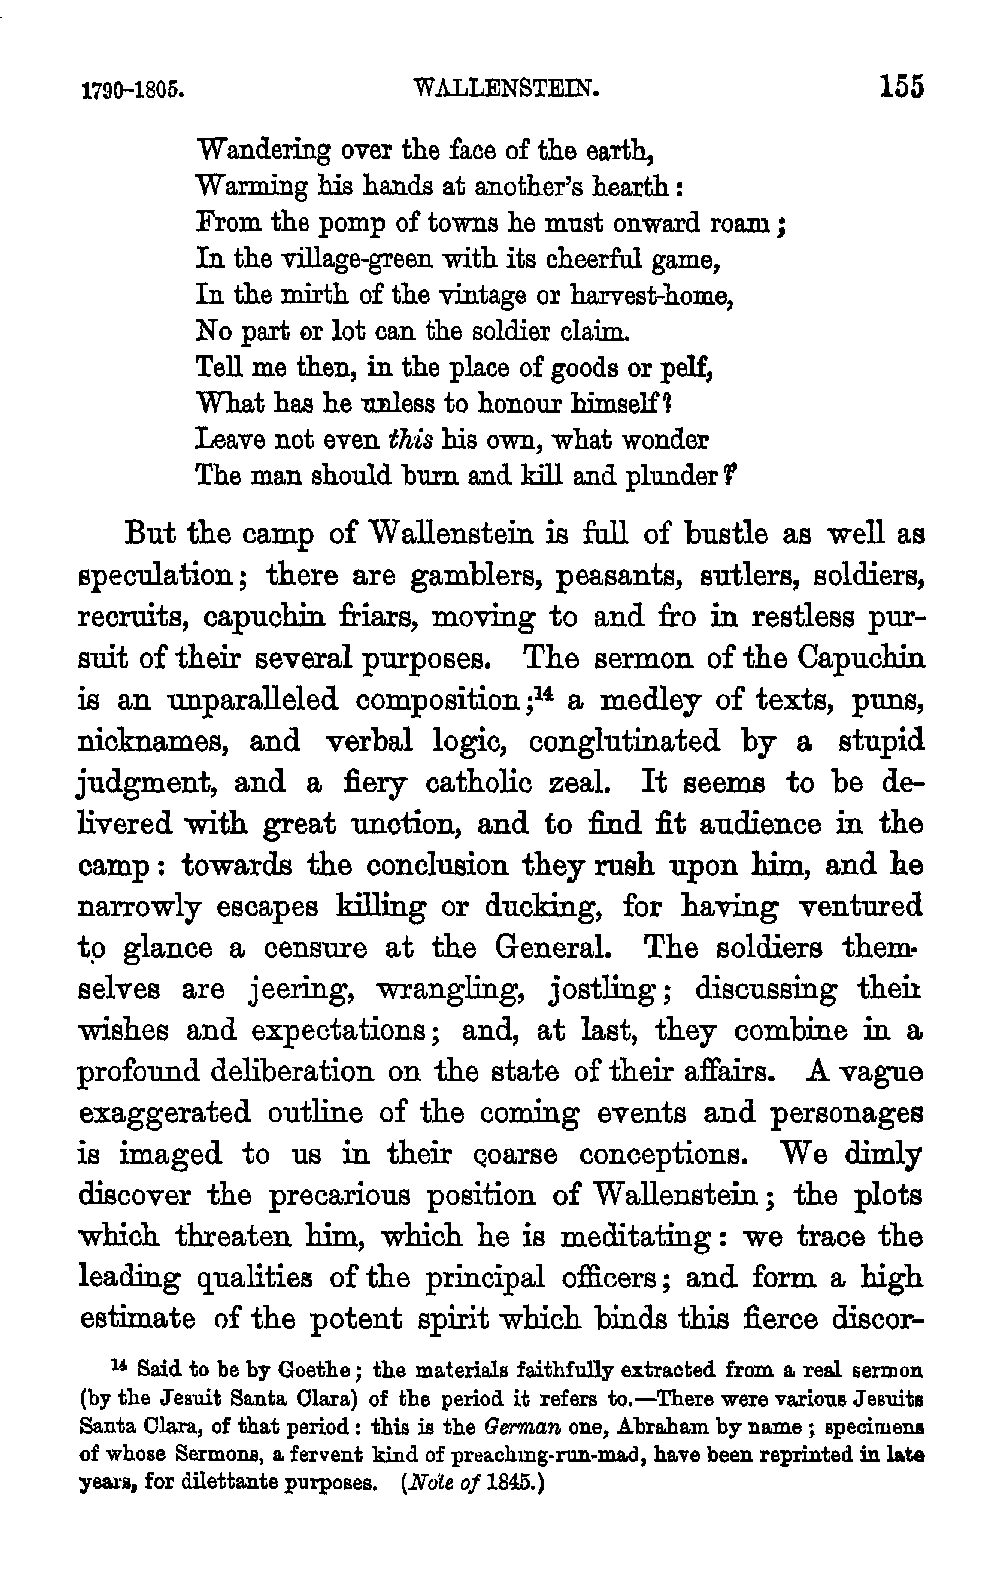 1790-1805. WALLENSTEIN. 155
Wandering over the face of the earth,
Warming his hands at another's hearth:
From the pomp of towns he must onward roam;
In the village-green with its cheerful game,
In the mirth of the vintage or harvest-home,
No part or lot can the soldier claim.
Tell me then, in the place of goods or pelf,
What has he unless to honour himself?
Leave not even this his own, what wonder
The man should burn and kill and plunder?
But the camp of Wallenstein is full of bustle as well as
speculation; there are gamblers, peasants, sutlers, soldiers,
recruits, capuchin friars, moving to and fro in restless pur-
suit of their several purposes. The sermon of the Capuchin
is an unparalleled composition;14 a medley of texts, puns,
nicknames, and verbal logic, conglutinated by a stupid
judgment, and a fiery catholic zeal. It seems to be de-
livered with great unction, and to find fit audience in the
camp: towards the conclusion they rush upon him, and he
narrowly escapes killing or ducking, for having ventured
to glance a censure at the General. The soldiers them-
selves are jeering, wrangling, jostling; discussing their
wishes and expectations; and, at last, they combine in a
profound deliberation on the state of their affairs. A vague
exaggerated outline of the coming events and personages
is imaged to us in their coarse conceptions. We dimly
discover the precarious position of Wallenstein; the plots
which threaten him, which he is meditating: we trace the
leading qualities of the principal officers; and form a high
estimate of the potent spirit which binds this fierce discor-
14 Said to be by Goethe; the materials faithfully extracted from a real sermon
(by the Jesuit Santa Clara) of the period it refers to.—There were various Jesuits
Santa Clara, of that period: this is the German one, Abraham by name; specimens
of whose Sermons, a fervent kind of preaching-run-mad, have been reprinted in late
years, for dilettante purposes. (Note of 1845.)